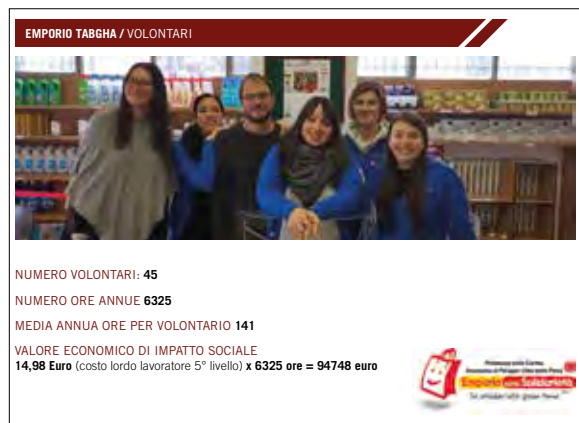 EMPORIO TABGHA / VOLONTARI
NUMERO VOLONTARI: 45
NUMERO ORE ANNUE 6325
MEDIA ANNUA ORE PER VOLONTARIO 141
VALORE ECONOMICO DI IMPATTO SOCIALE
14,98 Euro (costo lordo lavoratore 5° livello) x 6325 ore = 94748 euro
Emporio della Solidarietà